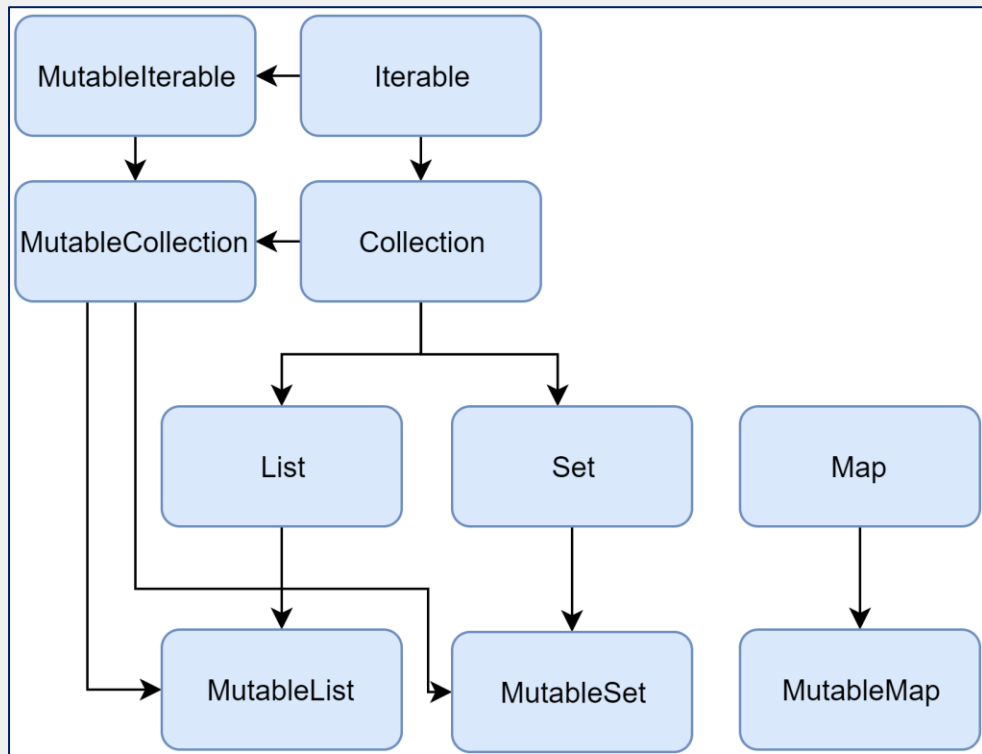 MutableIterable
Iterable
MutableCollection
Collection
List
Set
Map
MutableList
MutableSet
MutableMap